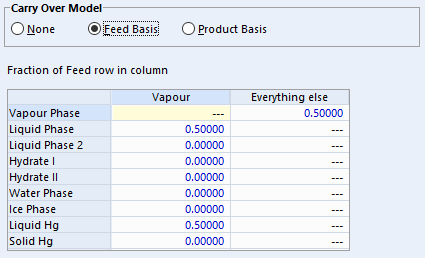 Carry Over Model
None Feed Basis Product Basis
Fraction of Feed row in column
Vapour Everything else
Vapour Phase --- 0.50000
Liquid Phase 0.50000 ---
Liquid Phase 2 0.00000 ---
Hydrate I 0.00000 ---
Hydrate II 0.00000 ---
Water Phase 0.00000 ---
Ice Phase 0.00000 ---
Liquid Hg 0.50000 ---
Solid Hg 0.00000 ---